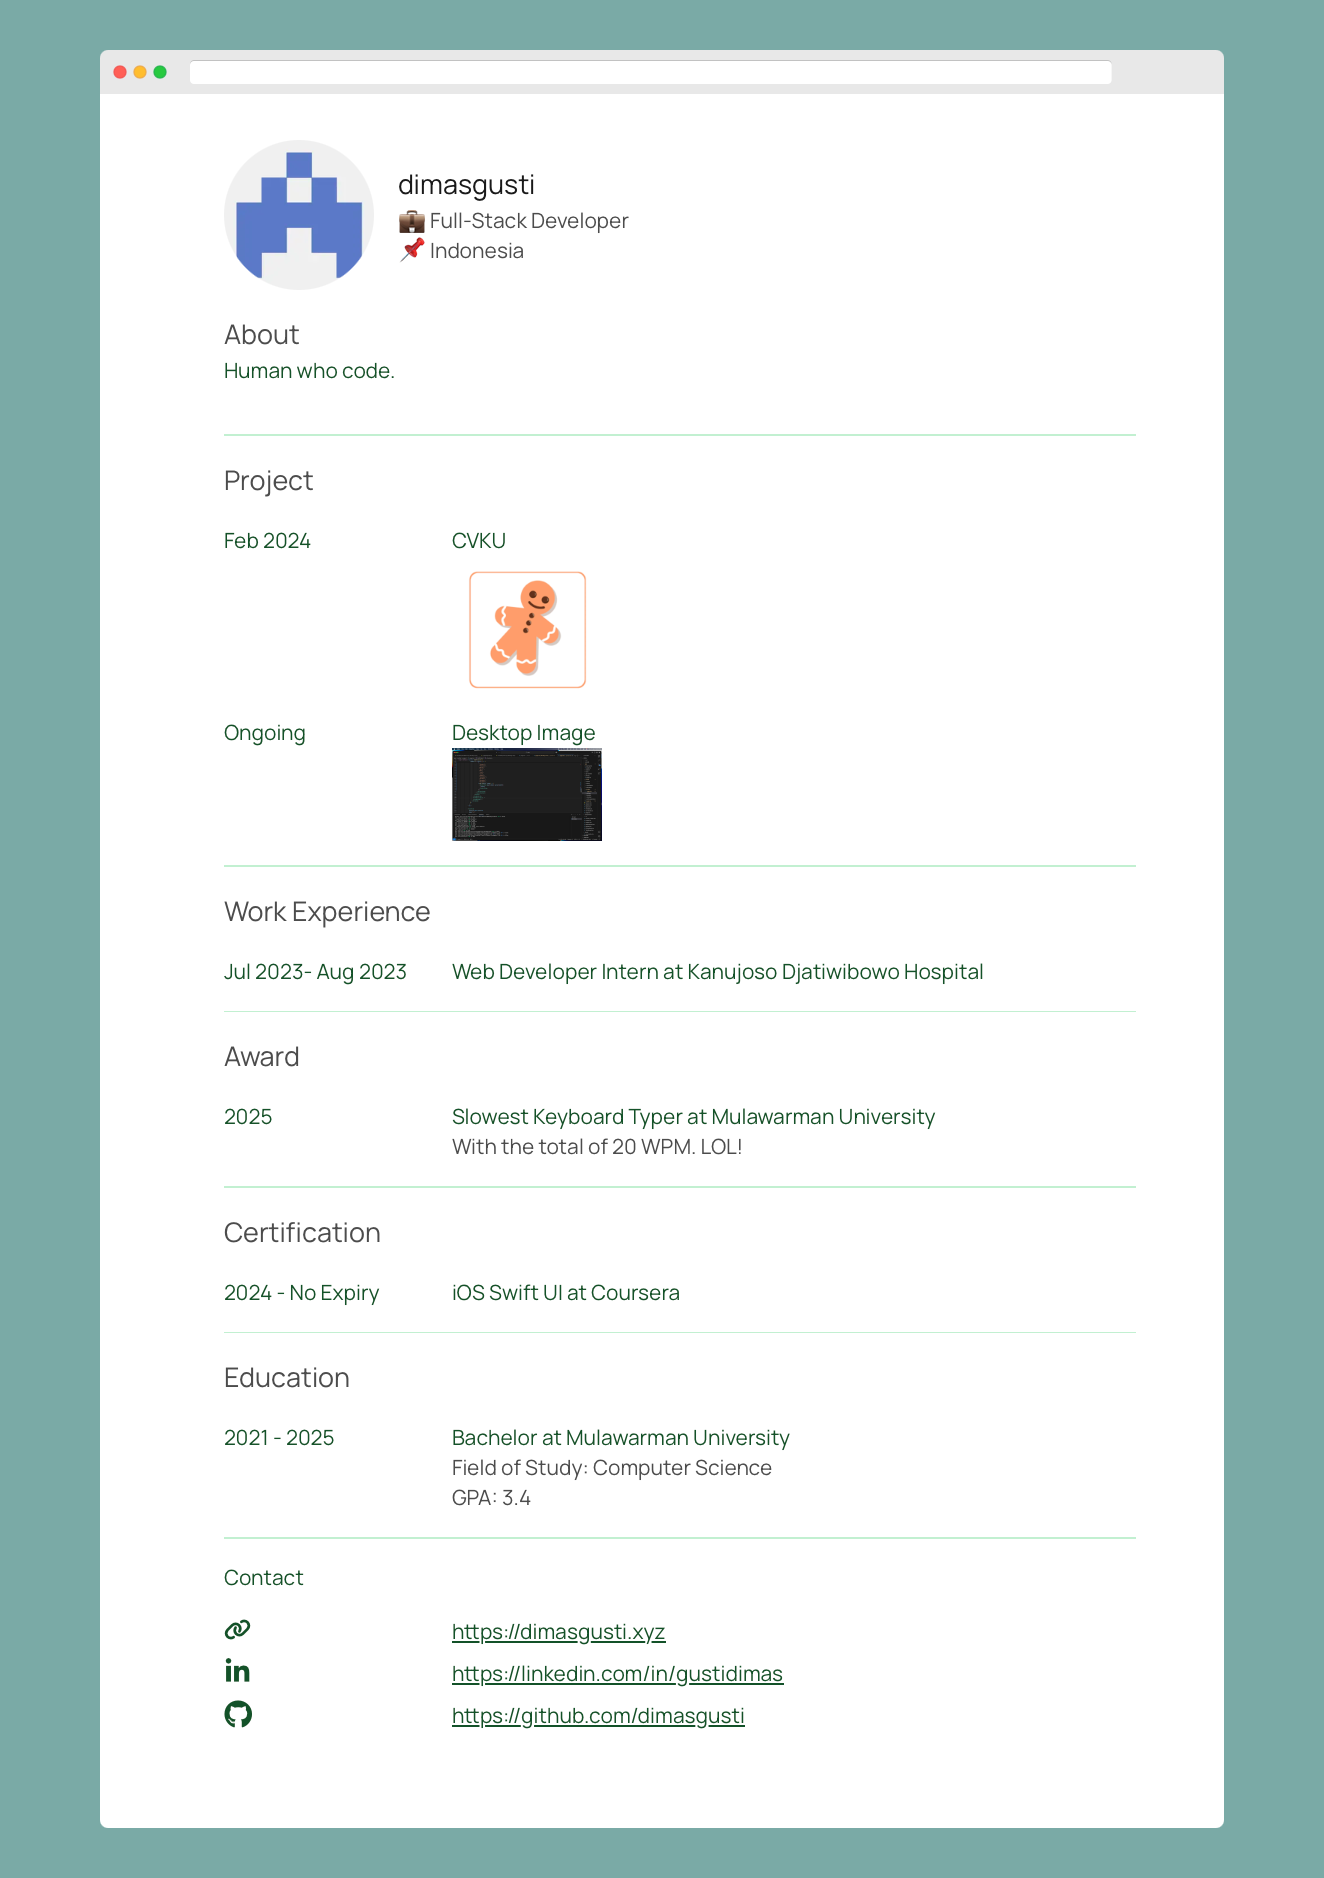 dimasgusti
Full-Stack Developer
Indonesia
About
Human who code.
Project
Feb 2024
CVKU
Ongoing
Desktop Image
Work Experience
Jul 2023- Aug 2023
Web Developer Intern at Kanujoso Djatiwibowo Hospital
Award
2025
Slowest Keyboard Typer at Mulawarman University
With the total of 20 WPM. LOL!
Certification
2024 - No Expiry
iOS Swift UI at Coursera
Education
2021 - 2025
Bachelor at Mulawarman University
Field of Study: Computer Science
GPA: 3.4
Contact
https://dimasgusti.xyz
https://linkedin.com/in/gustidimas
https://github.com/dimasgusti